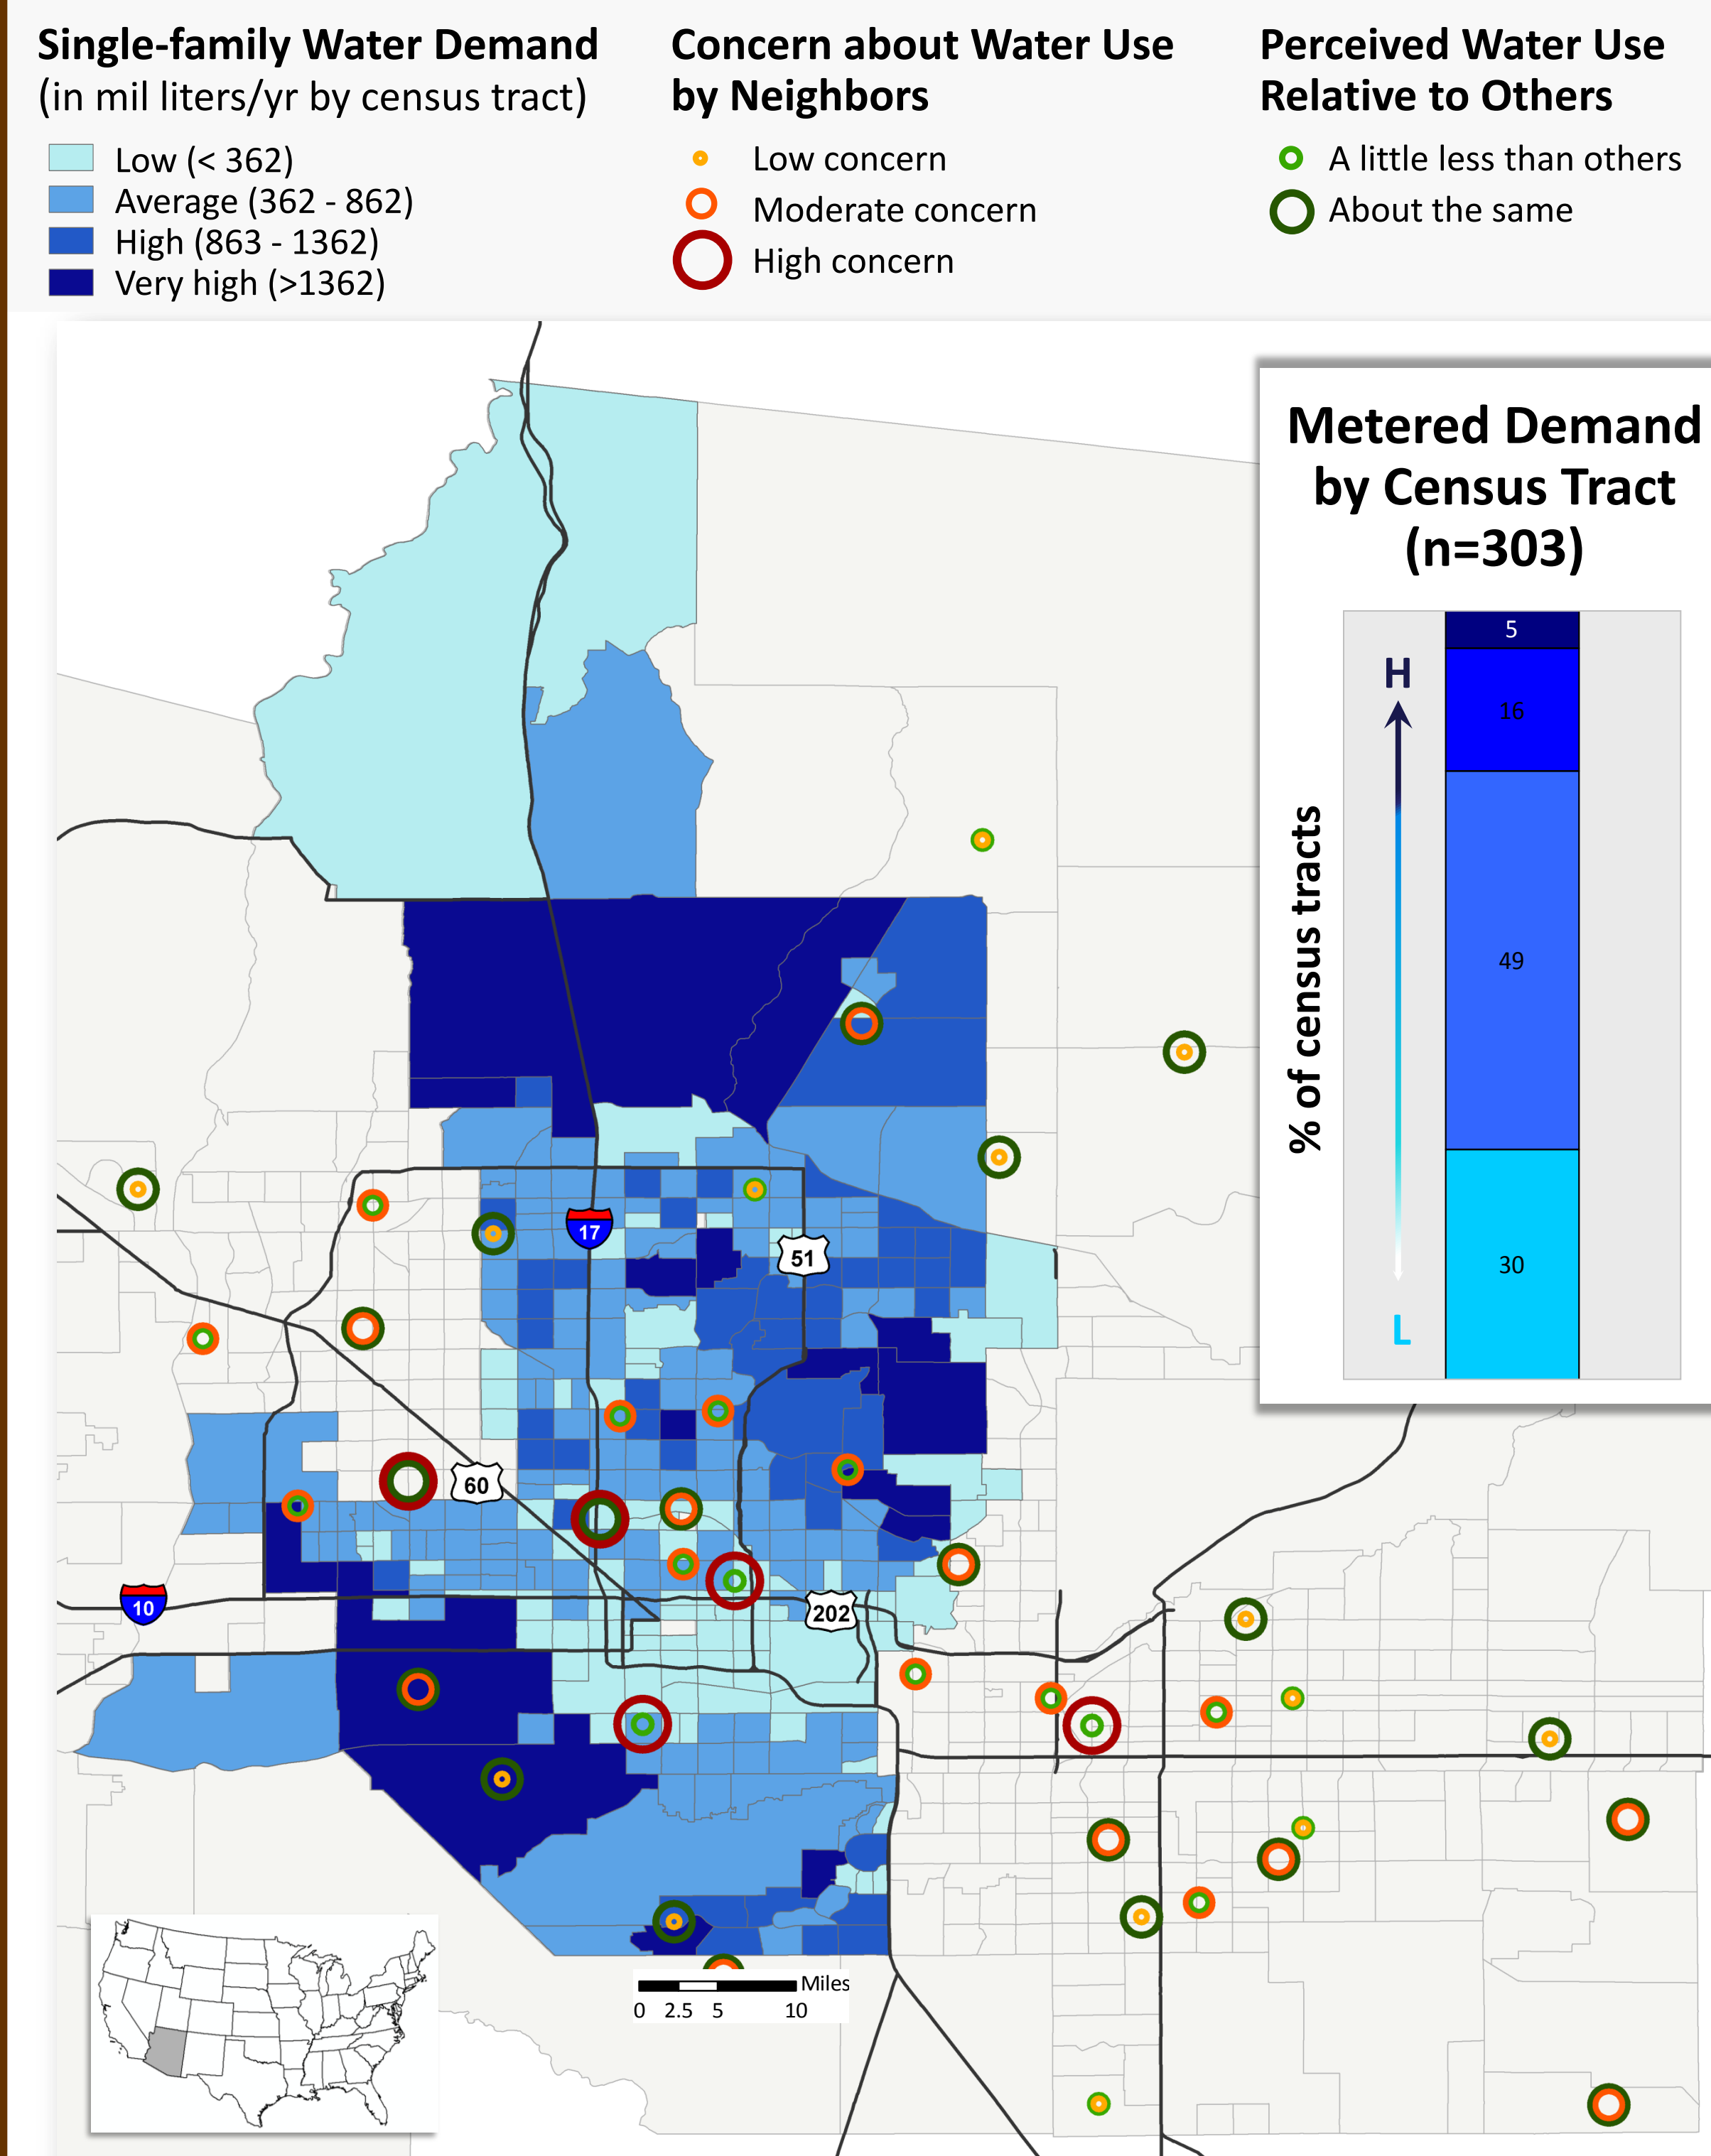 Single-family Water Demand
(in mil liters/yr by census tract)
Low (< 362)
Average (362 - 862)
High (863 - 1362)
Very high (>1362)
Concern about Water Use
by Neighbors
Low concern
Moderate concern
High concern
Perceived Water Use
Relative to Others
A little less than others
About the same
Metered Demand
by Census Tract
(n=303)
5
H
16
49
% of census tracts
30
L
17
51
60
10
202
Miles
0 2.5 5 10